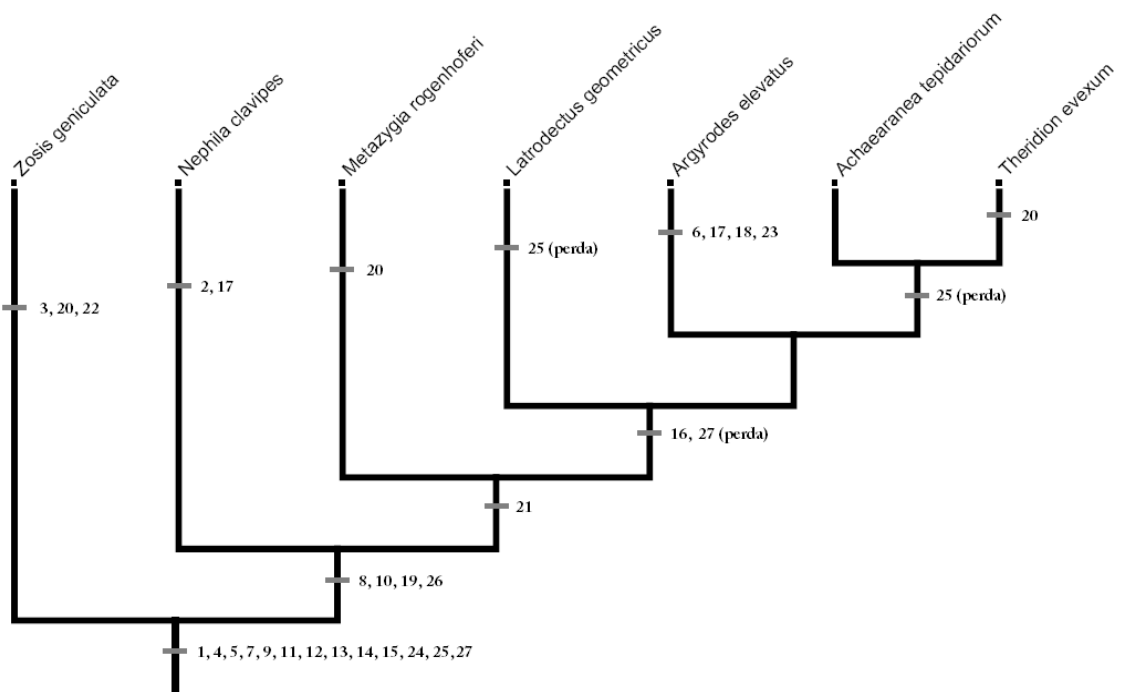 Zosis geniculata
Nephila clavipes
Metazygia rogenhoferi
Latrodectus geometricus
Argyrodes elevatus
Achaearanea tepidariorum
Theridion evexum
20
6, 17, 18, 23
25 (perda)
20
2, 17
25 (perda)
3, 20, 22
16, 27 (perda)
21
8, 10, 19, 26
1, 4, 5, 7, 9, 11, 12, 13, 14, 15, 24, 25, 27